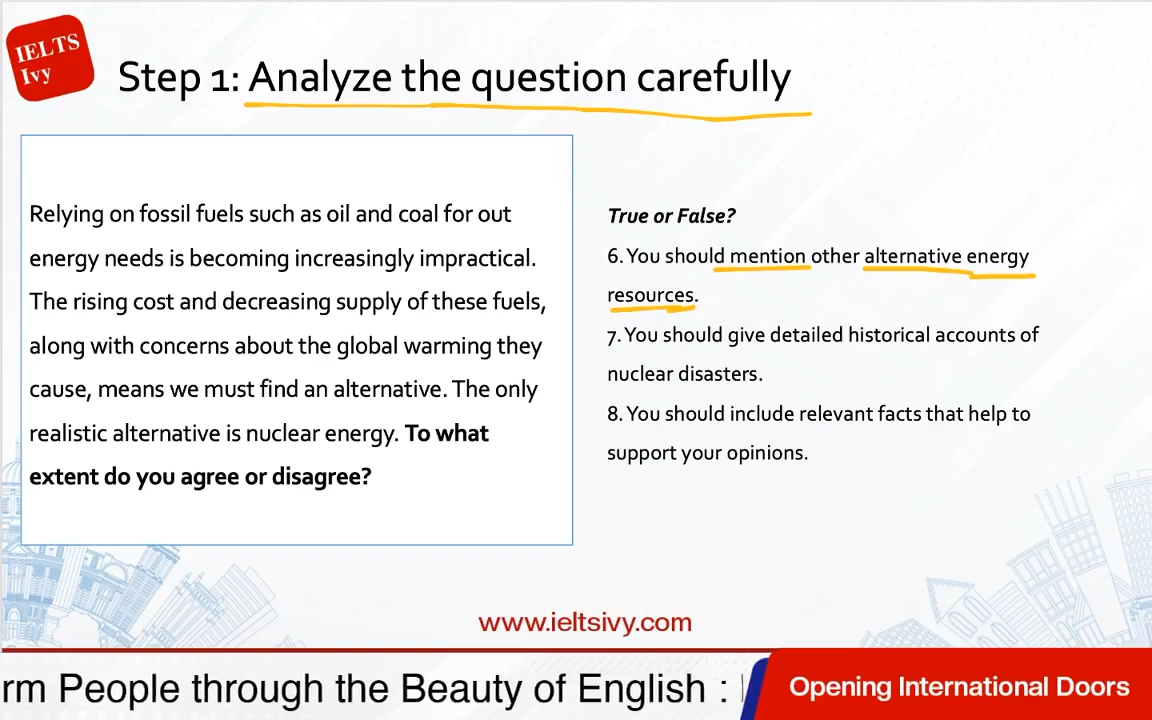 IELTS
Ivy
Step 1: Analyze the question carefully
Relying on fossil fuels such as oil and coal for out
energy needs is becoming increasingly impractical.
The rising cost and decreasing supply of these fuels,
along with concerns about the global warming they
cause, means we must find an alternative. The only
realistic alternative is nuclear energy. To what
extent do you agree or disagree?
True or False?
6. You should mention other alternative energy
resources.
7. You should give detailed historical accounts of
nuclear disasters.
8. You should include relevant facts that help to
support your opinions.
www.ieltsivy.com
rm People through the Beauty of English :
Opening International Doors